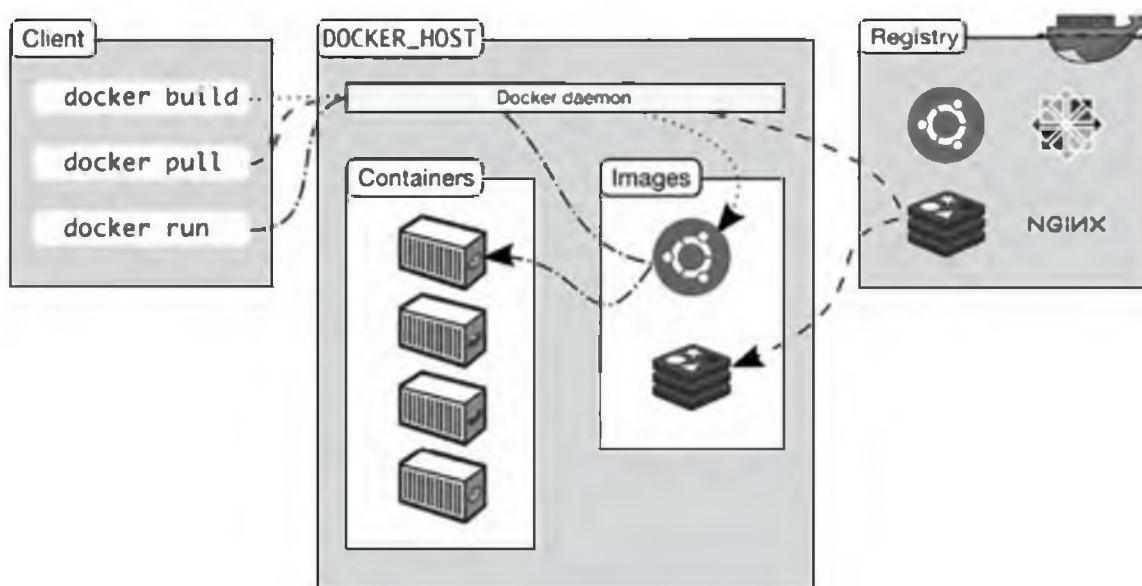 Client
docker build
docker pull
docker run
DOCKER_HOST
Docker daemon
Containers
Images
Registry
NGINX